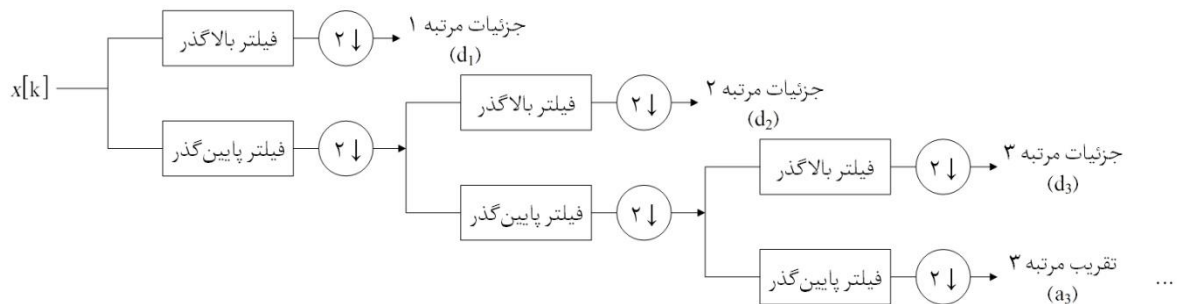 فیلتر بالاگذر
۲↓
جزئیات مرتبه ۱
(d₁)
x[k]
فیلتر پایین‌گذر
۲↓
فیلتر بالاگذر
۲↓
جزئیات مرتبه ۲
(d₂)
فیلتر پایین‌گذر
۲↓
فیلتر بالاگذر
۲↓
جزئیات مرتبه ۳
(d₃)
فیلتر پایین‌گذر
۲↓
تقریب مرتبه ۳
(a₃)
...